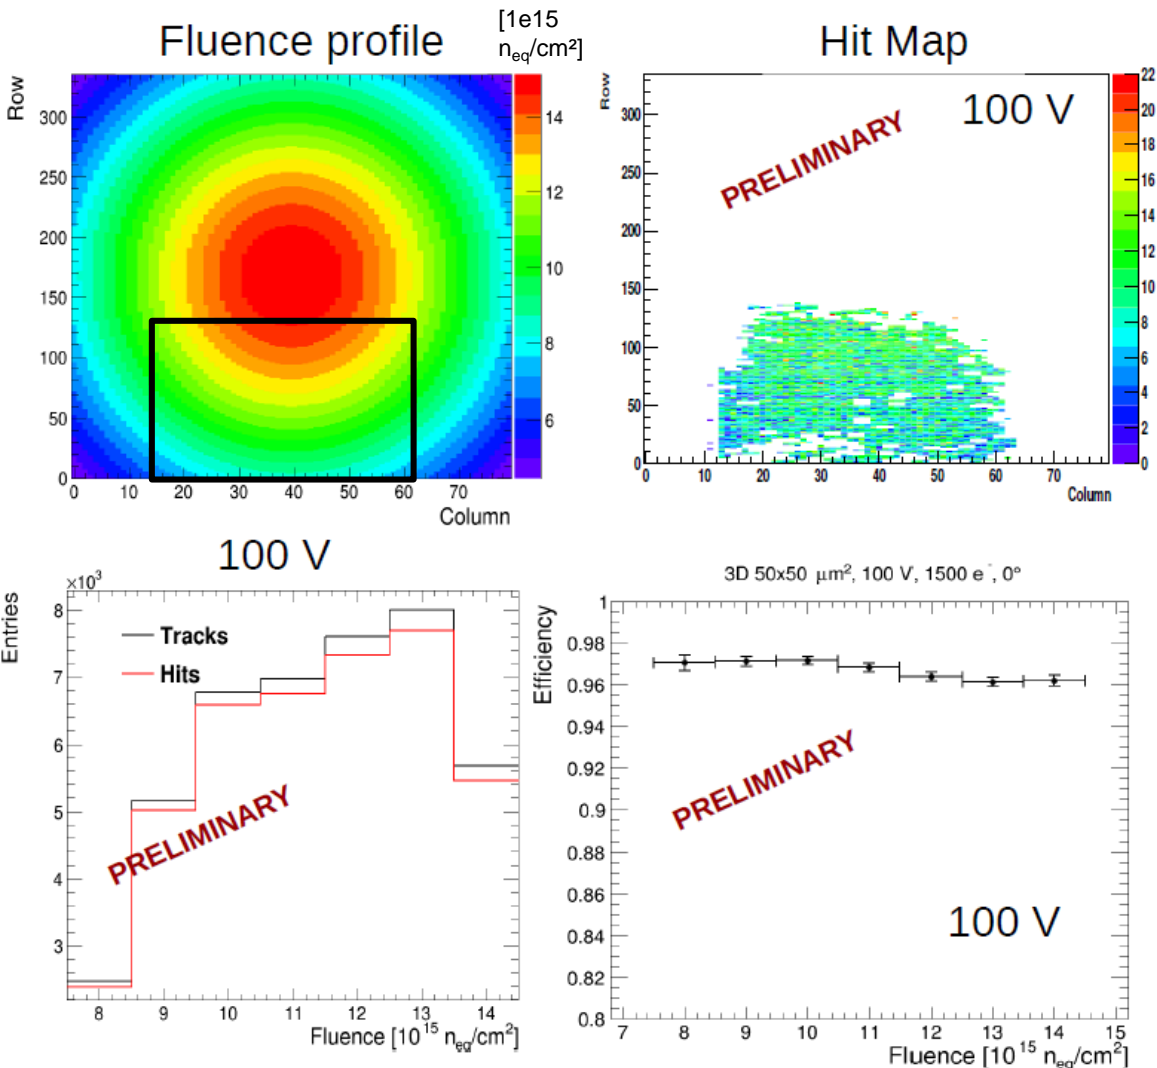 Fluence profile
[1e15
neq/cm²]
Row
300
250
200
150
100
50
0
0 10 20 30 40 50 60 70
Column
14
12
10
8
6
Hit Map
Row
100 V
PRELIMINARY
300
250
200
150
100
50
0
0 10 20 30 40 50 60 70
Column
22
20
18
16
14
12
10
8
6
4
2
0
100 V
×10³
Entries
8
7
6
5
4
3
Tracks
Hits
PRELIMINARY
8 9 10 11 12 13 14
Fluence [10¹⁵ neq/cm²]
3D 50x50 μm², 100 V, 1500 e⁻, 0°
Efficiency
1
0.98
0.96
0.94
0.92
0.9
0.88
0.86
0.84
0.82
0.8
PRELIMINARY
100 V
7 8 9 10 11 12 13 14 15
Fluence [10¹⁵ neq/cm²]